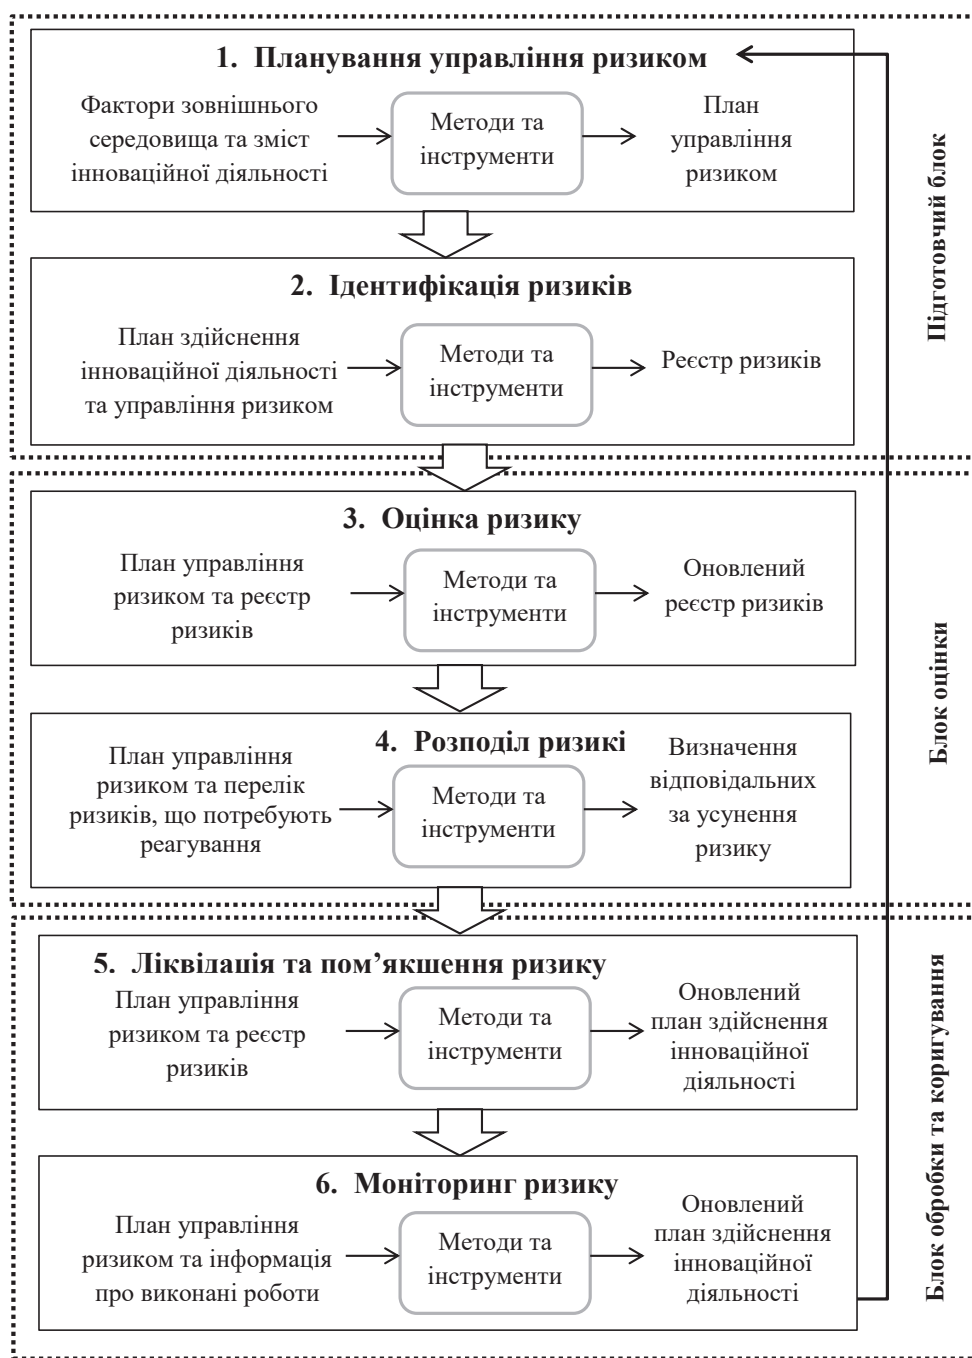 1. Планування управління ризиком
Фактори зовнішнього
середовища та зміст
інноваційної діяльності
Методи та
інструменти
План
управління
ризиком
Підготовчий блок
2. Ідентифікація ризиків
План здійснення
інноваційної діяльності
та управління ризиком
Методи та
інструменти
Реєстр ризиків
3. Оцінка ризику
План управління
ризиком та реєстр
ризиків
Методи та
інструменти
Оновлений
реєстр ризиків
Блок оцінки
4. Розподіл ризикі
План управління
ризиком та перелік
ризиків, що потребують
реагування
Методи та
інструменти
Визначення
відповідальних
за усунення
ризику
5. Ліквідація та пом’якшення ризику
План управління
ризиком та реєстр
ризиків
Методи та
інструменти
Оновлений
план здійснення
інноваційної
діяльності
Блок обробки та коригування
6. Моніторинг ризику
План управління
ризиком та інформація
про виконані роботи
Методи та
інструменти
Оновлений
план здійснення
інноваційної
діяльності